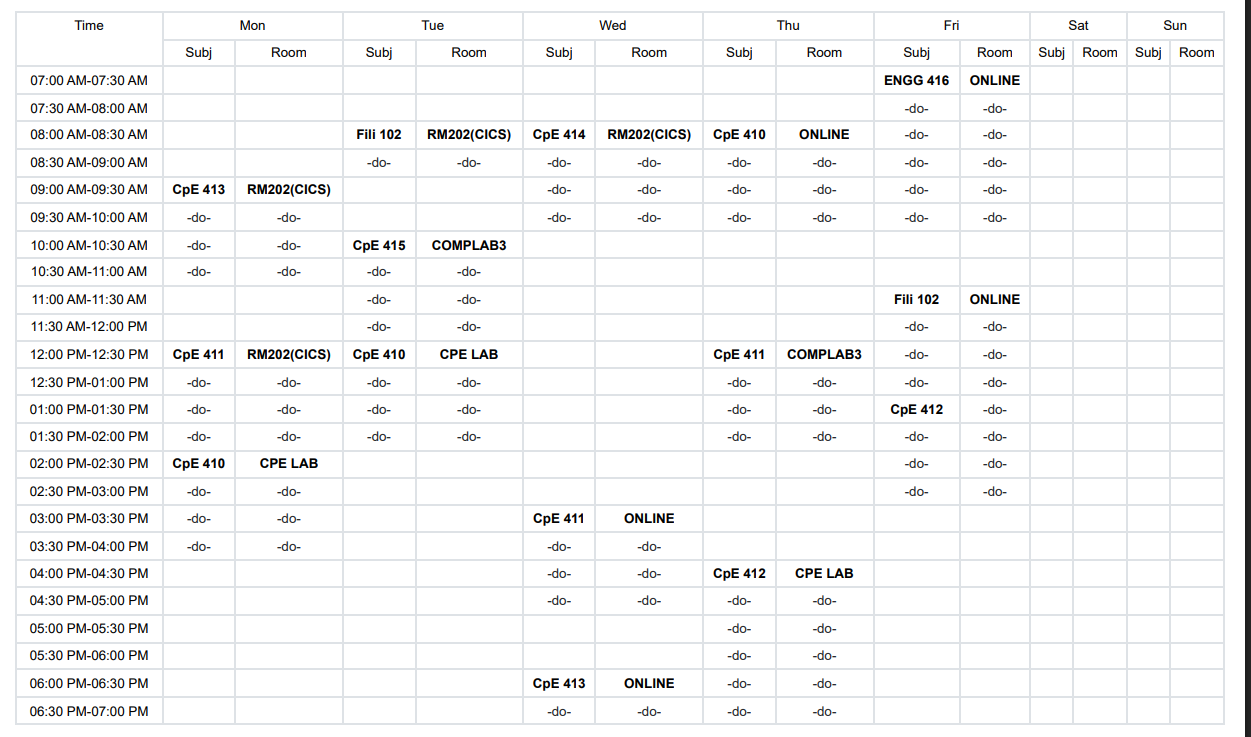 Time Mon Tue Wed Thu Fri Sat Sun
Subj Room Subj Room Subj Room Subj Room Subj Room Subj Room Subj Room
07:00 AM-07:30 AM ENGG 416 ONLINE
07:30 AM-08:00 AM -do- -do-
08:00 AM-08:30 AM Fili 102 RM202(CICS) CpE 414 RM202(CICS) CpE 410 ONLINE -do- -do-
08:30 AM-09:00 AM -do- -do- -do- -do- -do- -do- -do- -do-
09:00 AM-09:30 AM CpE 413 RM202(CICS) -do- -do- -do- -do- -do- -do-
09:30 AM-10:00 AM -do- -do- -do- -do- -do- -do- -do- -do-
10:00 AM-10:30 AM -do- -do- CpE 415 COMPLAB3
10:30 AM-11:00 AM -do- -do- -do- -do-
11:00 AM-11:30 AM -do- -do- Fili 102 ONLINE
11:30 AM-12:00 PM -do- -do- -do- -do-
12:00 PM-12:30 PM CpE 411 RM202(CICS) CpE 410 CPE LAB CpE 411 COMPLAB3 -do- -do-
12:30 PM-01:00 PM -do- -do- -do- -do- -do- -do- -do- -do-
01:00 PM-01:30 PM -do- -do- -do- -do- -do- -do- CpE 412 -do-
01:30 PM-02:00 PM -do- -do- -do- -do- -do- -do- -do- -do-
02:00 PM-02:30 PM CpE 410 CPE LAB -do- -do-
02:30 PM-03:00 PM -do- -do- -do- -do-
03:00 PM-03:30 PM -do- -do- CpE 411 ONLINE
03:30 PM-04:00 PM -do- -do- -do- -do-
04:00 PM-04:30 PM -do- -do- CpE 412 CPE LAB
04:30 PM-05:00 PM -do- -do- -do- -do-
05:00 PM-05:30 PM -do- -do-
05:30 PM-06:00 PM -do- -do-
06:00 PM-06:30 PM CpE 413 ONLINE -do- -do-
06:30 PM-07:00 PM -do- -do- -do- -do-